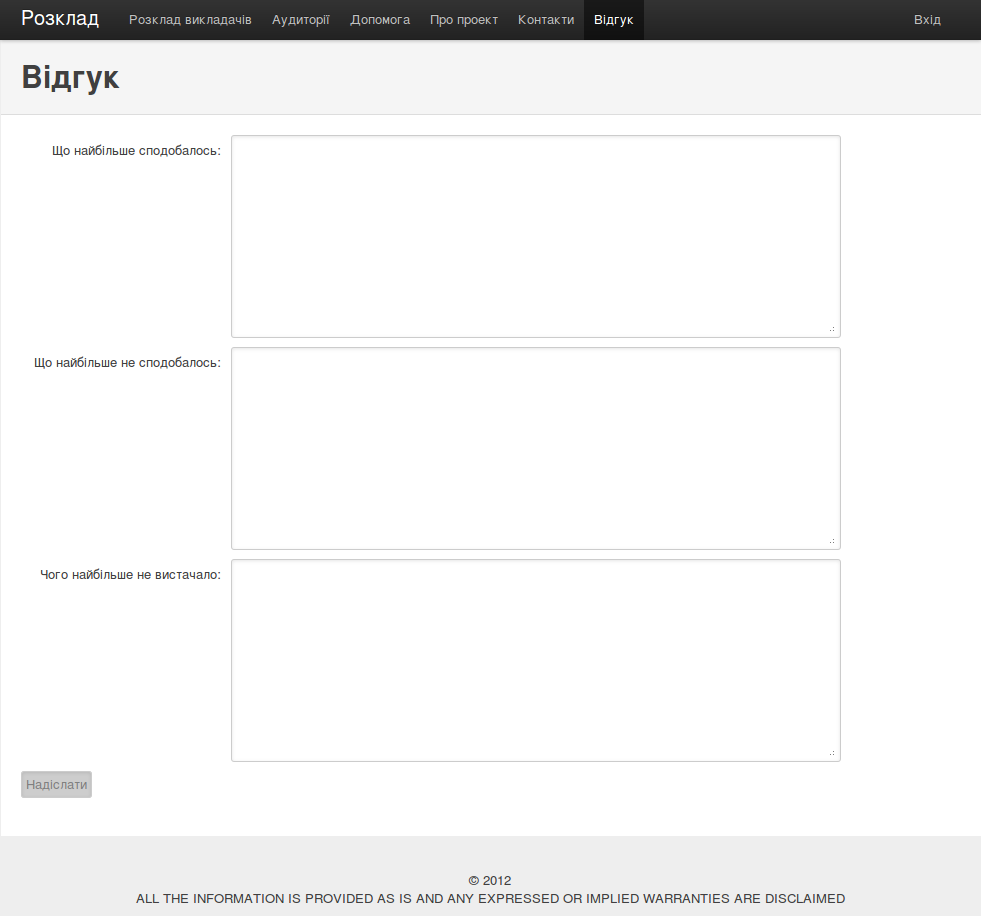 Розклад Розклад викладачів Аудиторії Допомога Про проект Контакти Відгук Вхід
Відгук
Що найбільше сподобалось:
Що найбільше не сподобалось:
Чого найбільше не вистачало:
Надіслати
© 2012
ALL THE INFORMATION IS PROVIDED AS IS AND ANY EXPRESSED OR IMPLIED WARRANTIES ARE DISCLAIMED